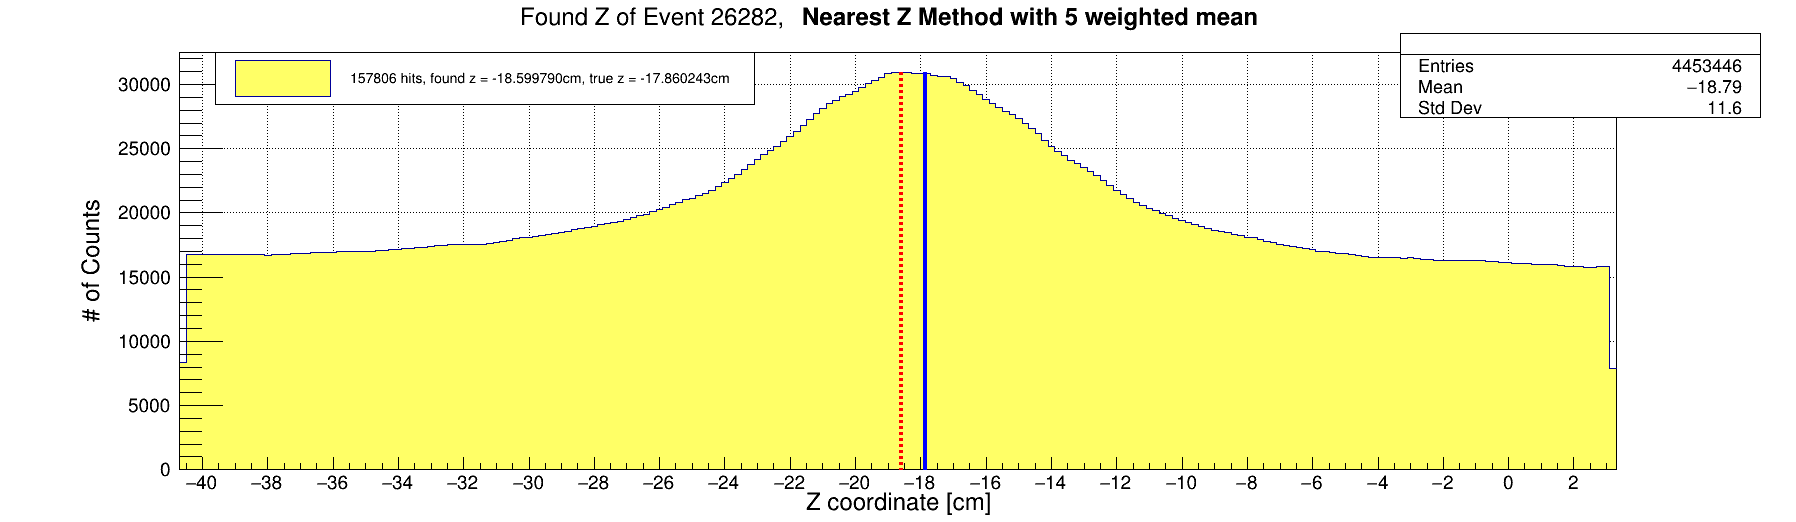 Found Z of Event 26282, Nearest Z Method with 5 weighted mean
157806 hits, found z = -18.599790cm, true z = -17.860243cm
Entries 4453446
Mean −18.79
Std Dev 11.6
# of Counts
30000
25000
20000
15000
10000
5000
0
−40 −38 −36 −34 −32 −30 −28 −26 −24 −22 −20 −18 −16 −14 −12 −10 −8 −6 −4 −2 0 2
Z coordinate [cm]